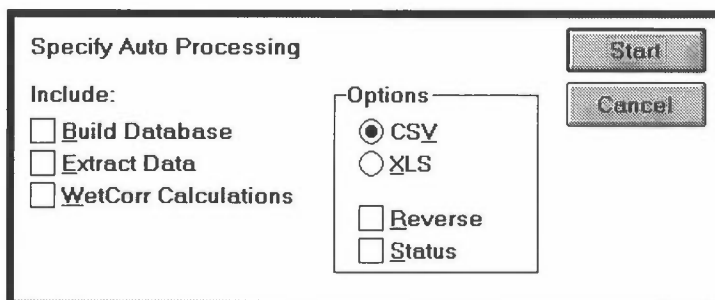 Specify Auto Processing
Start
Cancel
Include:
Build Database
Extract Data
WetCorr Calculations
Options
CSV
XLS
Reverse
Status